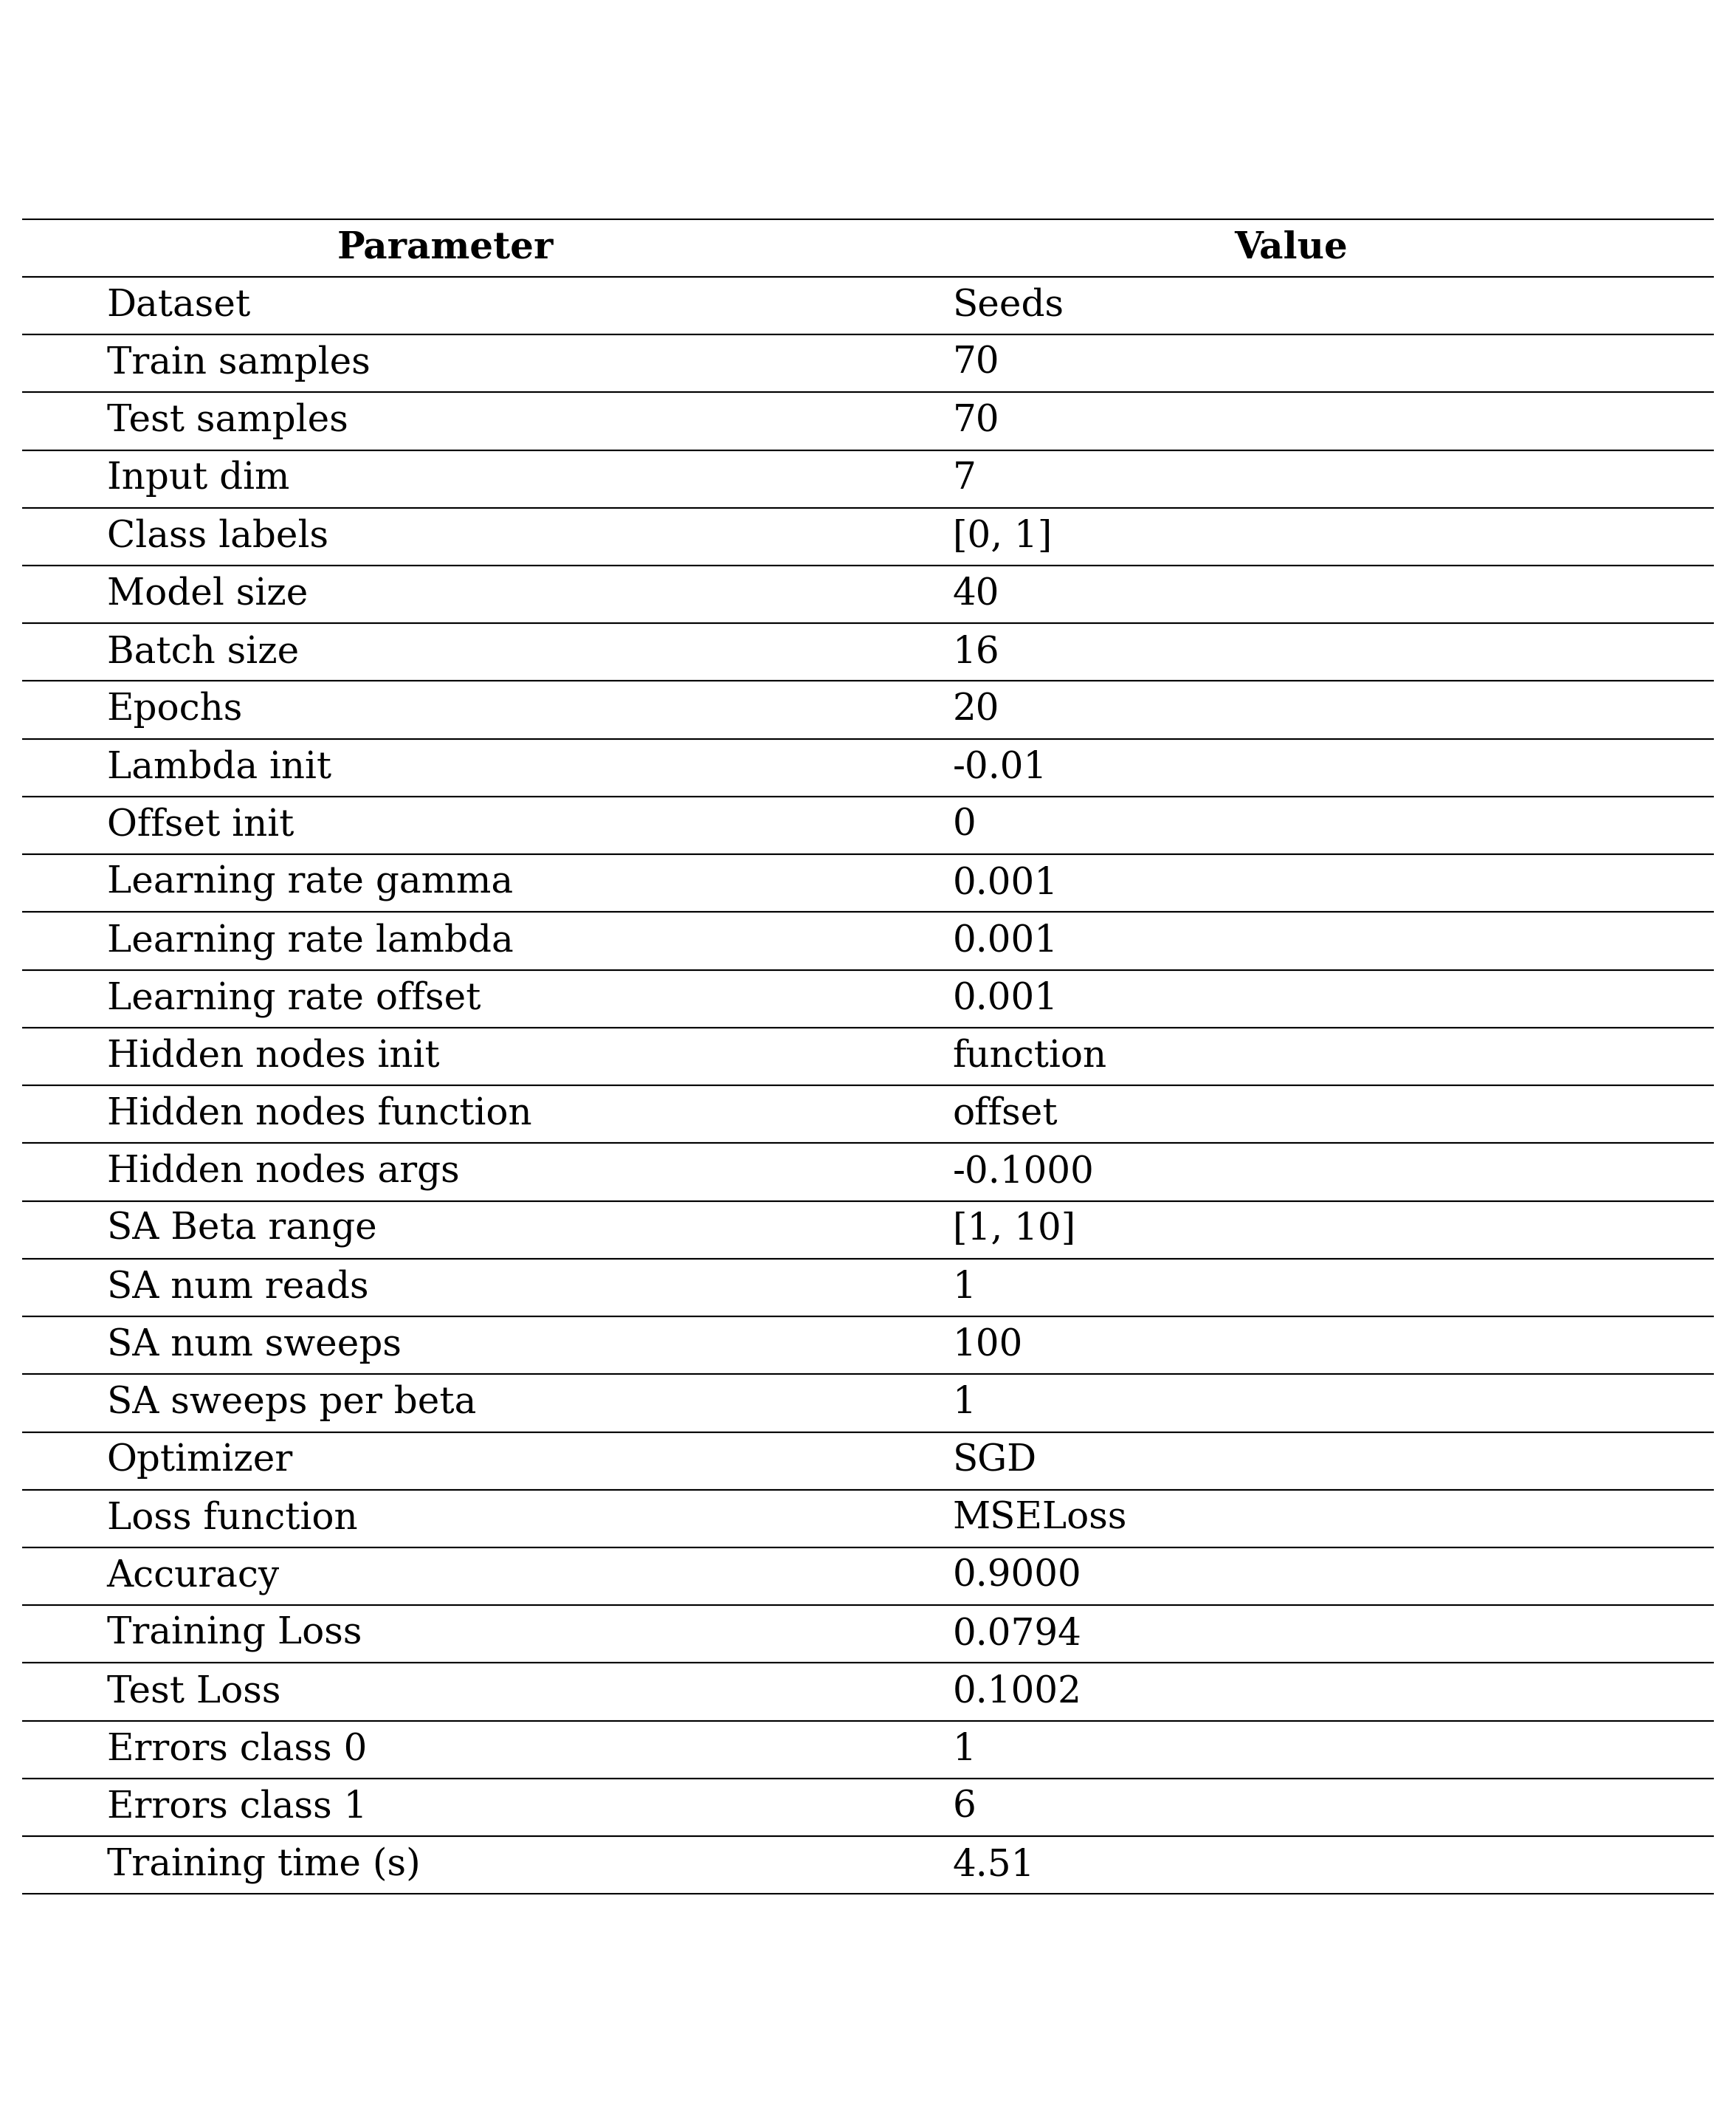 Parameter Value
Dataset Seeds
Train samples 70
Test samples 70
Input dim 7
Class labels [0, 1]
Model size 40
Batch size 16
Epochs 20
Lambda init -0.01
Offset init 0
Learning rate gamma 0.001
Learning rate lambda 0.001
Learning rate offset 0.001
Hidden nodes init function
Hidden nodes function offset
Hidden nodes args -0.1000
SA Beta range [1, 10]
SA num reads 1
SA num sweeps 100
SA sweeps per beta 1
Optimizer SGD
Loss function MSELoss
Accuracy 0.9000
Training Loss 0.0794
Test Loss 0.1002
Errors class 0 1
Errors class 1 6
Training time (s) 4.51